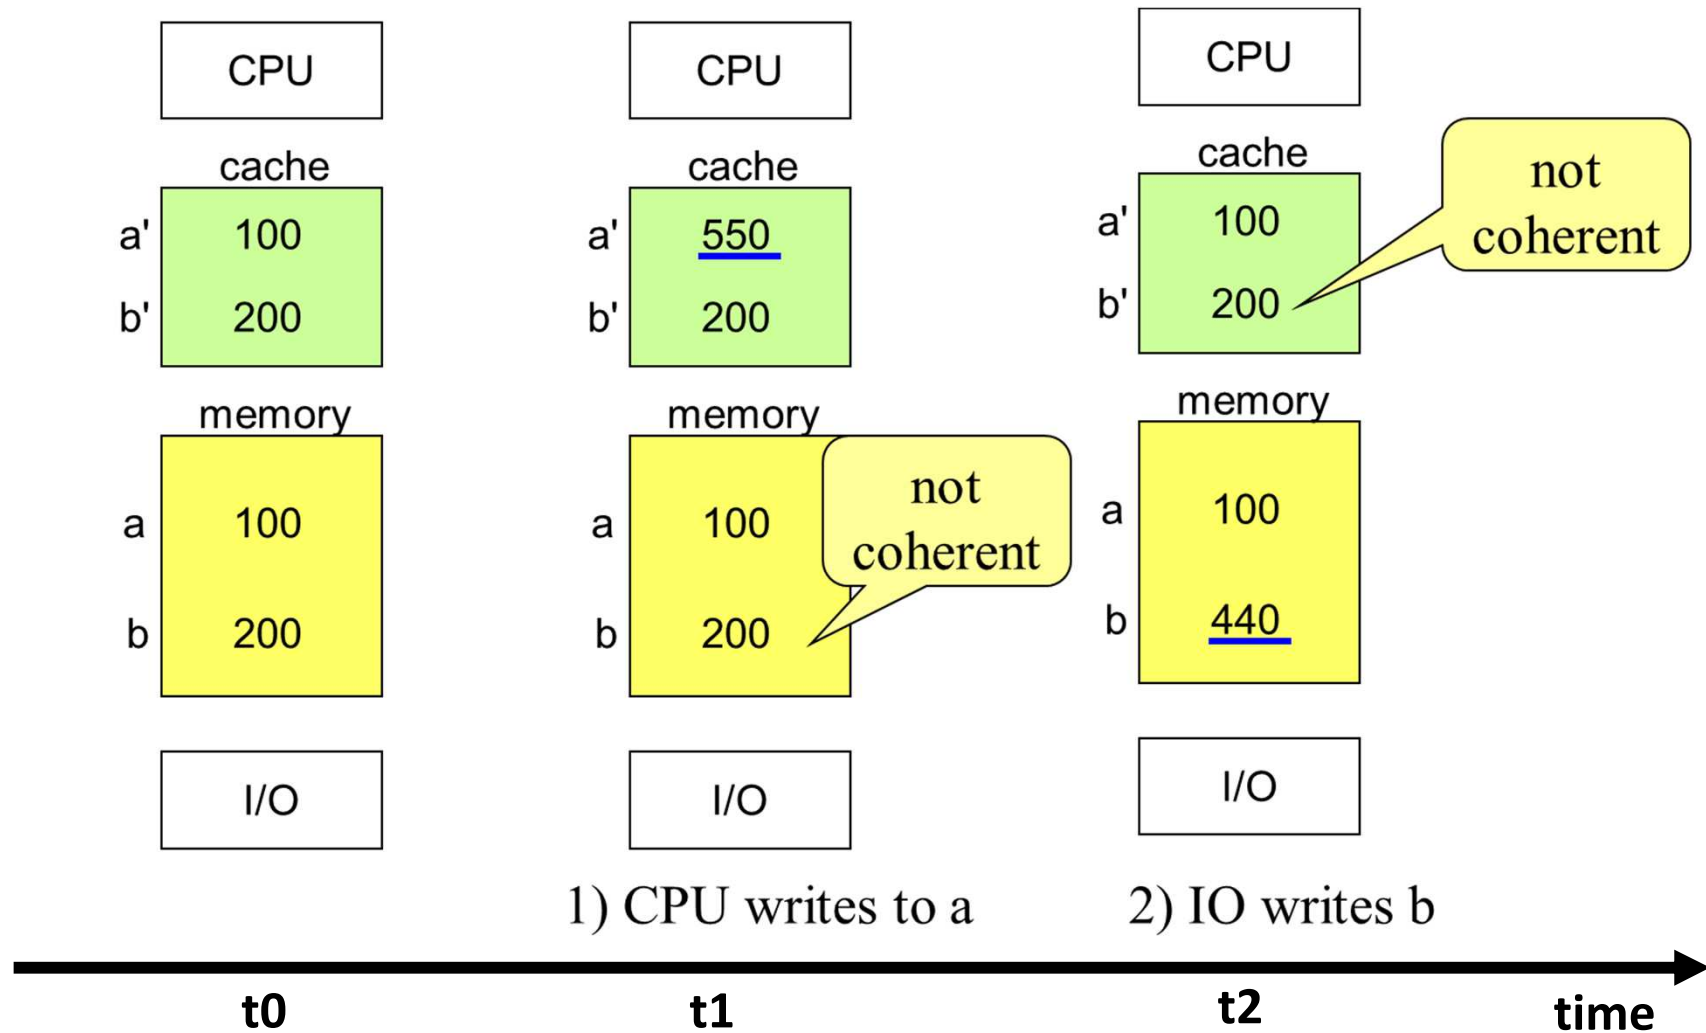 CPU
cache
a' 100
b' 200
memory
a 100
b 200
I/O
CPU
cache
a' 550
b' 200
memory
a 100
b 200
not
coherent
I/O
1) CPU writes to a
CPU
cache
a' 100
b' 200
not
coherent
memory
a 100
b 440
I/O
2) IO writes b
t0
t1
t2
time